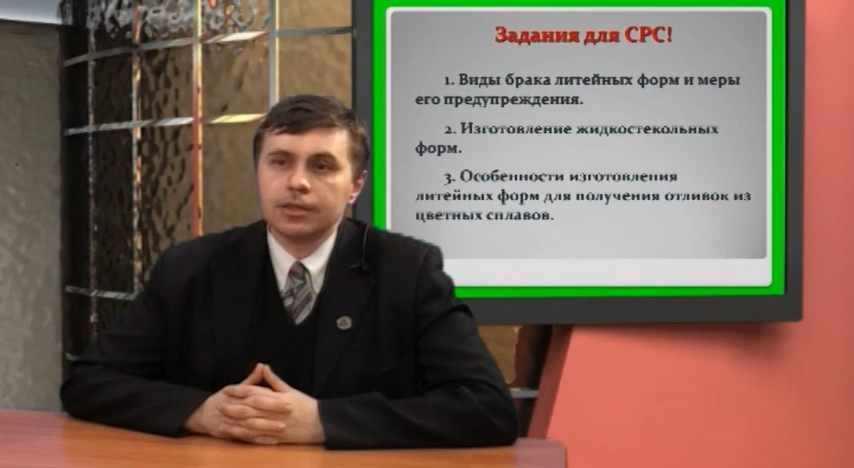 Задания для СРС!
1. Виды брака литейных форм и меры
его предупреждения.
2. Изготовление жидкостекольных
форм.
3. Особенности изготовления
литейных форм для получения отливок из
цветных сплавов.